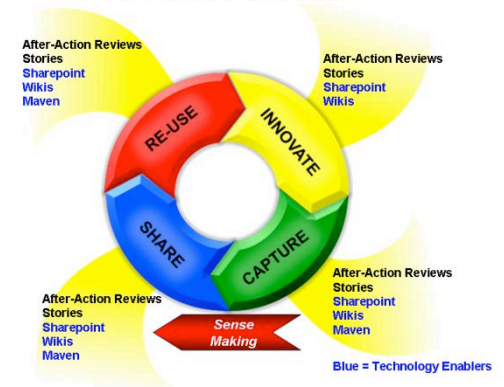 After-Action Reviews
Stories
Sharepoint
Wikis
Maven
After-Action Reviews
Stories
Sharepoint
Wikis
RE-USE
INNOVATE
SHARE
CAPTURE
After-Action Reviews
Stories
Sharepoint
Wikis
Maven
After-Action Reviews
Stories
Sharepoint
Wikis
Maven
Sense
Making
Blue = Technology Enablers